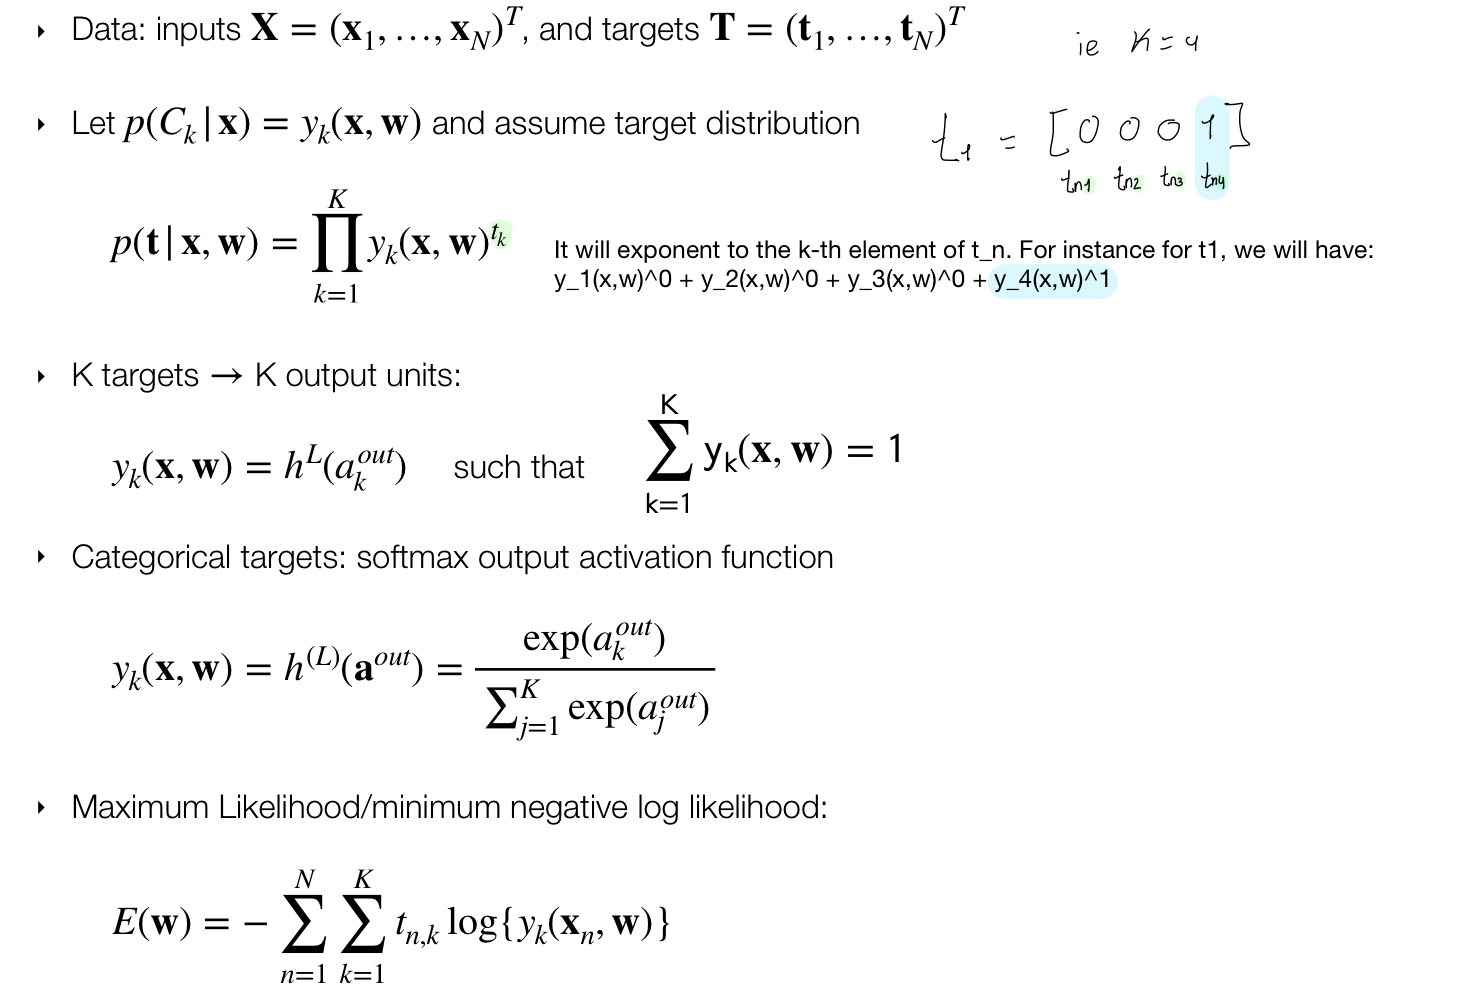 ‣ Data: inputs X = (x₁, …, x_N)ᵀ, and targets T = (t₁, …, t_N)ᵀ
ie K = 4
‣ Let p(C_k | x) = y_k(x, w) and assume target distribution
t₁ = [0 0 0 1]
t_n1 t_n2 t_n3 t_n4
p(t | x, w) = ∏_{k=1}^{K} y_k(x, w)^{t_k}
It will exponent to the k-th element of t_n. For instance for t1, we will have:
y_1(x,w)^0 + y_2(x,w)^0 + y_3(x,w)^0 + y_4(x,w)^1
‣ K targets → K output units:
y_k(x, w) = h^L(a_k^{out}) such that ∑_{k=1}^{K} y_k(x, w) = 1
‣ Categorical targets: softmax output activation function
y_k(x, w) = h^{(L)}(a^{out}) = exp(a_k^{out}) / ∑_{j=1}^{K} exp(a_j^{out})
‣ Maximum Likelihood/minimum negative log likelihood:
E(w) = − ∑_{n=1}^{N} ∑_{k=1}^{K} t_{n,k} log{y_k(x_n, w)}